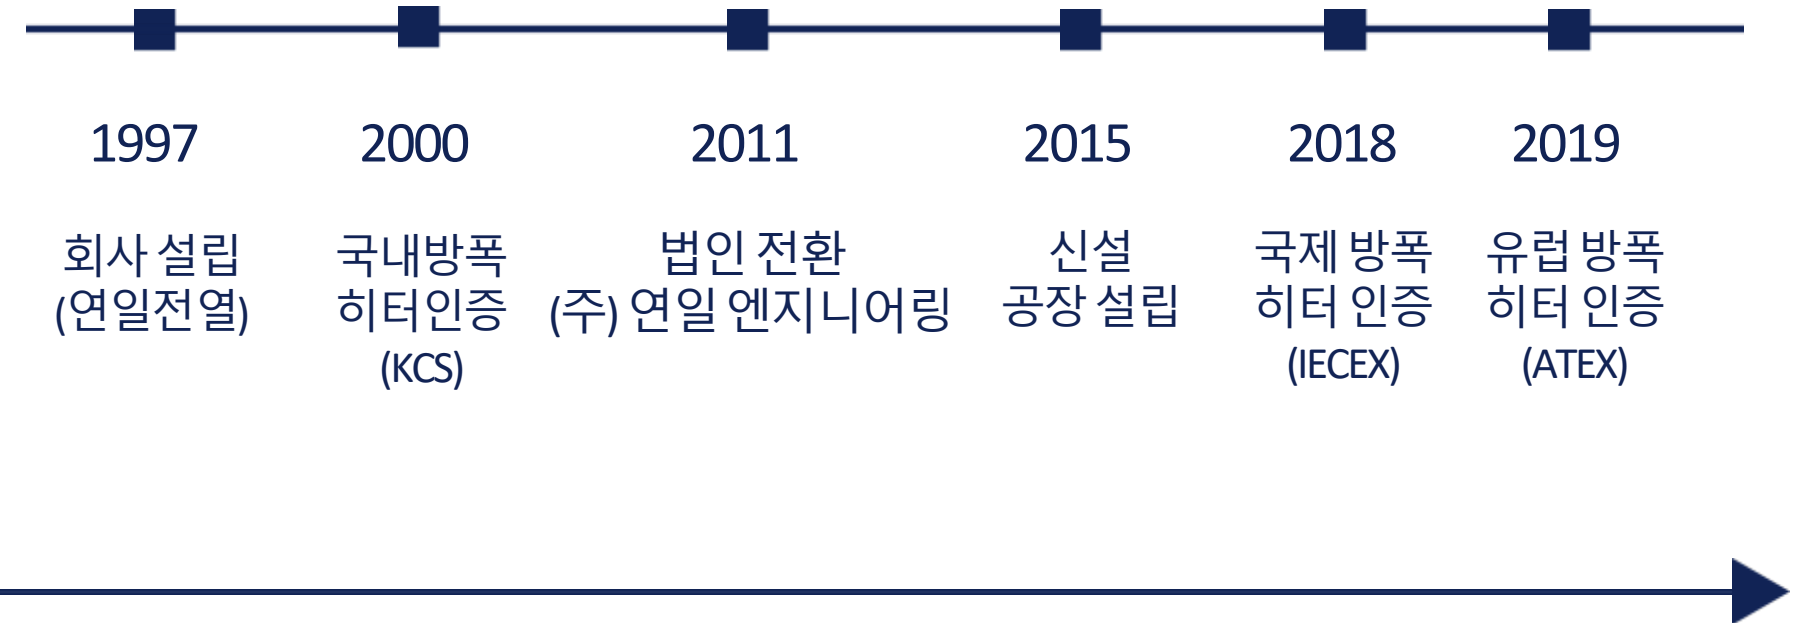 1997
회사 설립
(연일전열)
2000
국내방폭
히터인증
(KCS)
2011
법인 전환
(주) 연일 엔지니어링
2015
신설
공장 설립
2018
국제 방폭
히터 인증
(IECEX)
2019
유럽 방폭
히터 인증
(ATEX)